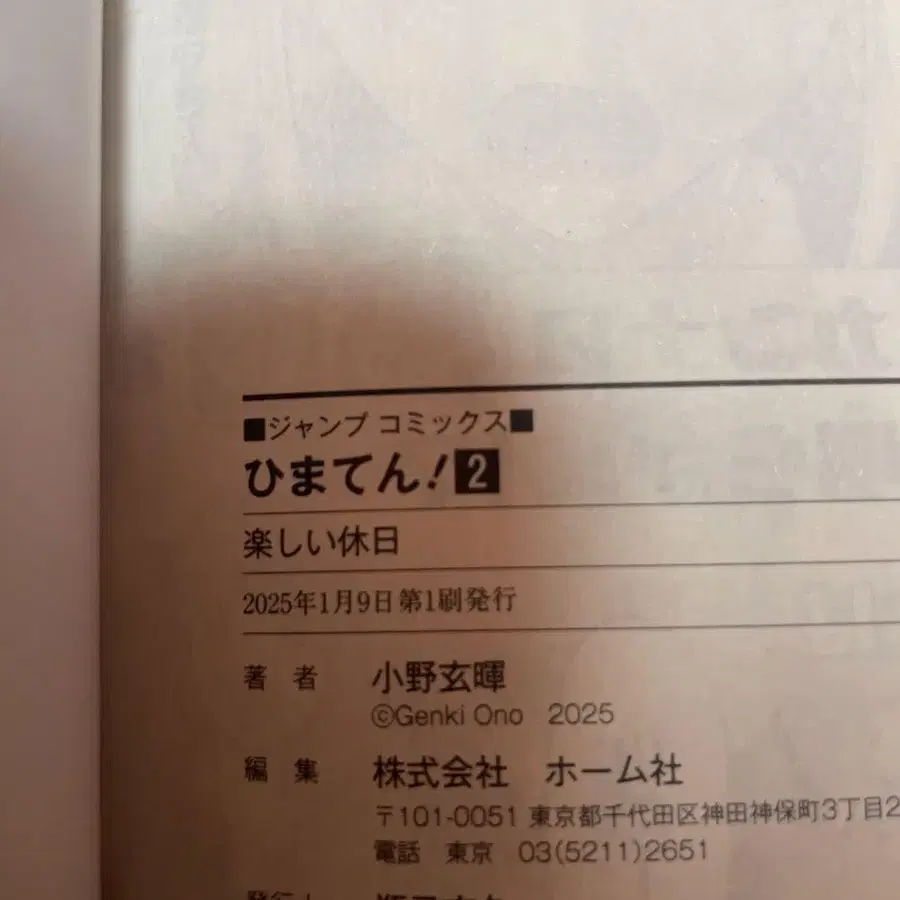 ■ジャンプ コミックス■
ひまてん！2
楽しい休日
2025年1月9日 第1刷発行
著 者 小野玄暉
©Genki Ono 2025
編 集 株式会社 ホーム社
〒101-0051 東京都千代田区神田神保町3丁目2
電話 東京 03(5211)2651